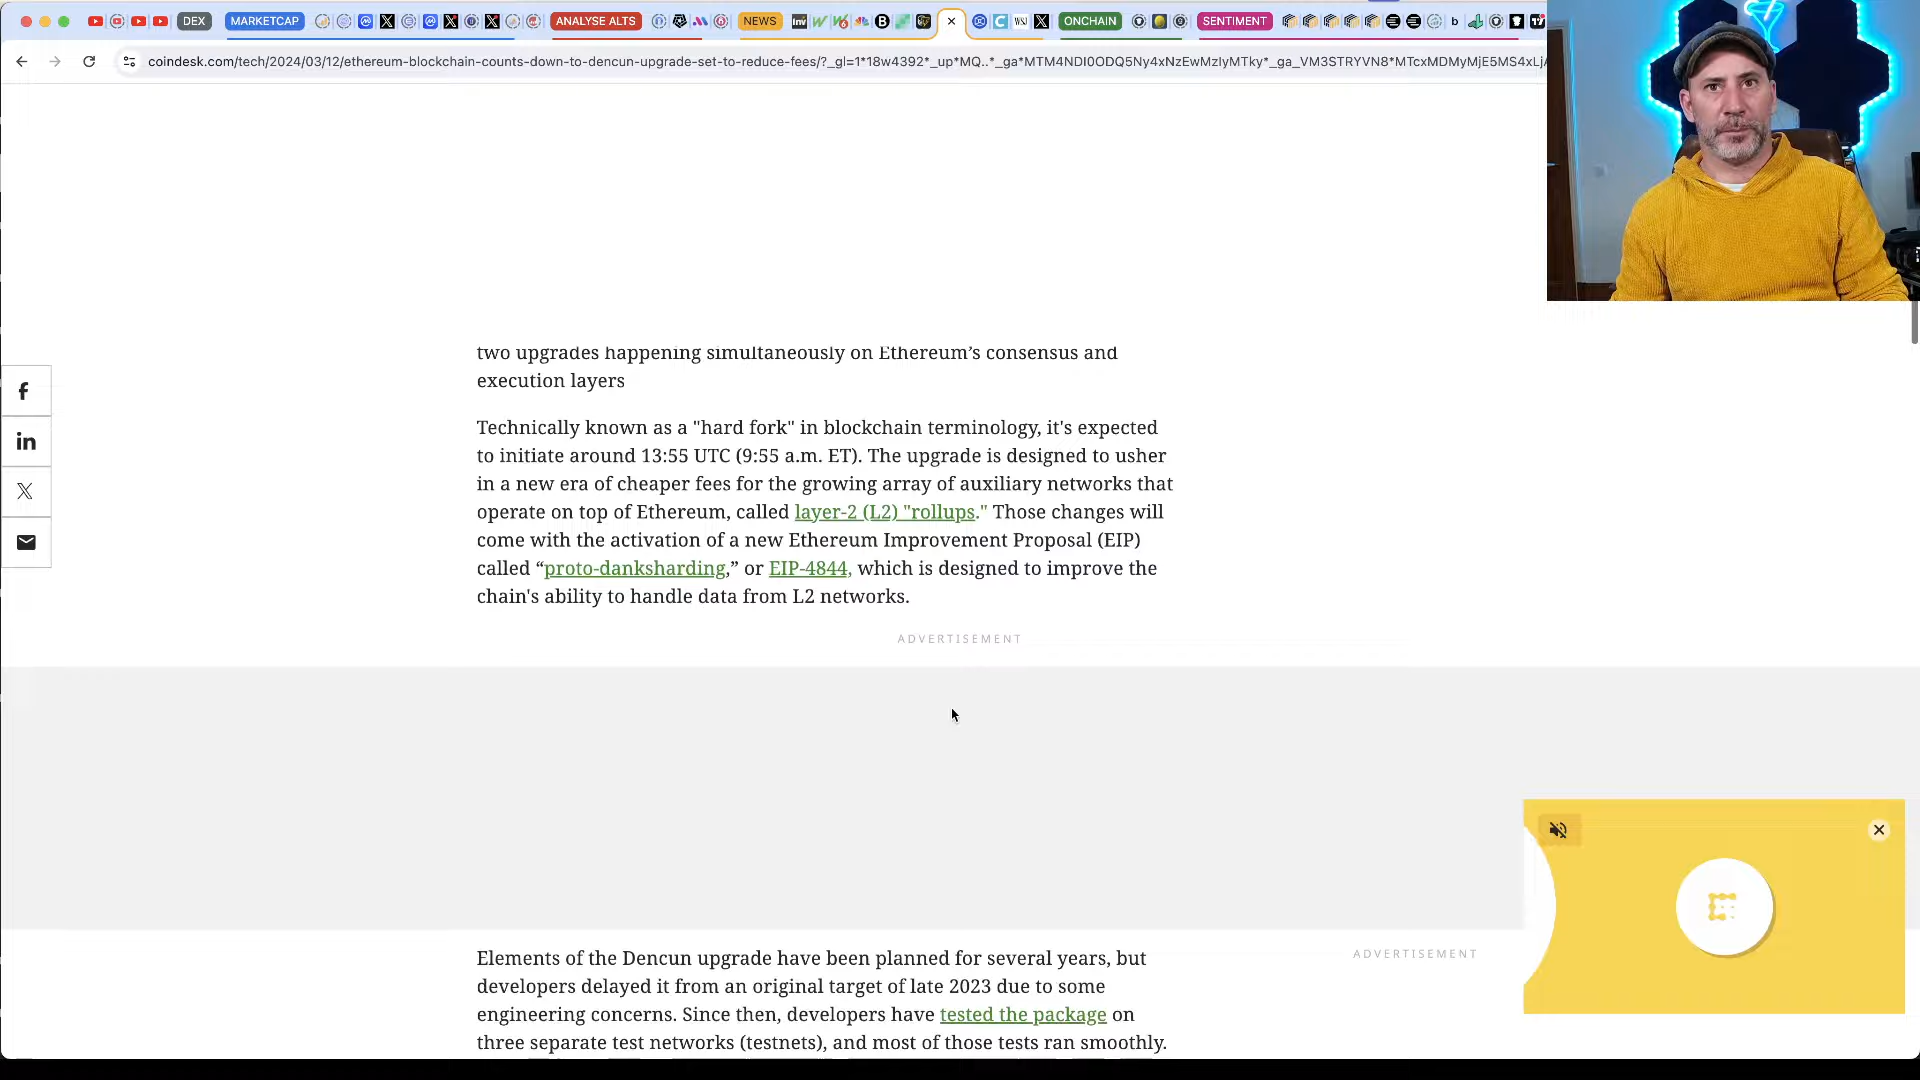 DEX
MARKETCAP
ANALYSE ALTS
NEWS
ONCHAIN
SENTIMENT
coindesk.com/tech/2024/03/12/ethereum-blockchain-counts-down-to-dencun-upgrade-set-to-reduce-fees/?_gl=1*18w4392*_up*MQ..*_ga*MTM4NDI0ODQ5Ny4xNzEwMzIyMTky*_ga_VM3STRYVN8*MTcxMDMyMjE5MS4xLjA
two upgrades happening simultaneously on Ethereum’s consensus and
execution layers
Technically known as a "hard fork" in blockchain terminology, it's expected
to initiate around 13:55 UTC (9:55 a.m. ET). The upgrade is designed to usher
in a new era of cheaper fees for the growing array of auxiliary networks that
operate on top of Ethereum, called layer-2 (L2) "rollups." Those changes will
come with the activation of a new Ethereum Improvement Proposal (EIP)
called “proto-danksharding,” or EIP-4844, which is designed to improve the
chain's ability to handle data from L2 networks.
ADVERTISEMENT
Elements of the Dencun upgrade have been planned for several years, but
developers delayed it from an original target of late 2023 due to some
engineering concerns. Since then, developers have tested the package on
three separate test networks (testnets), and most of those tests ran smoothly.
ADVERTISEMENT